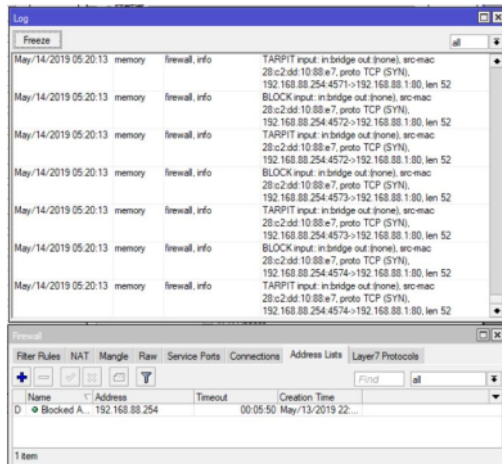 Log
Freeze
all
May/14/2019 05:20:13 memory firewall, info TARPIT input: in:bridge out:(none), src-mac
28:c2:dd:10:88:e7, proto TCP (SYN),
192.168.88.254:4571->192.168.88.1:80, len 52
May/14/2019 05:20:13 memory firewall, info BLOCK input: in:bridge out:(none), src-mac
28:c2:dd:10:88:e7, proto TCP (SYN),
192.168.88.254:4572->192.168.88.1:80, len 52
May/14/2019 05:20:13 memory firewall, info TARPIT input: in:bridge out:(none), src-mac
28:c2:dd:10:88:e7, proto TCP (SYN),
192.168.88.254:4572->192.168.88.1:80, len 52
May/14/2019 05:20:13 memory firewall, info BLOCK input: in:bridge out:(none), src-mac
28:c2:dd:10:88:e7, proto TCP (SYN),
192.168.88.254:4573->192.168.88.1:80, len 52
May/14/2019 05:20:13 memory firewall, info TARPIT input: in:bridge out:(none), src-mac
28:c2:dd:10:88:e7, proto TCP (SYN),
192.168.88.254:4573->192.168.88.1:80, len 52
May/14/2019 05:20:13 memory firewall, info BLOCK input: in:bridge out:(none), src-mac
28:c2:dd:10:88:e7, proto TCP (SYN),
192.168.88.254:4574->192.168.88.1:80, len 52
May/14/2019 05:20:13 memory firewall, info TARPIT input: in:bridge out:(none), src-mac
28:c2:dd:10:88:e7, proto TCP (SYN),
192.168.88.254:4574->192.168.88.1:80, len 52
Firewall
Filter Rules NAT Mangle Raw Service Ports Connections Address Lists Layer7 Protocols
Find all
Name Address Timeout Creation Time
D Blocked A... 192.168.88.254 00:05:50 May/13/2019 22:...
1 item